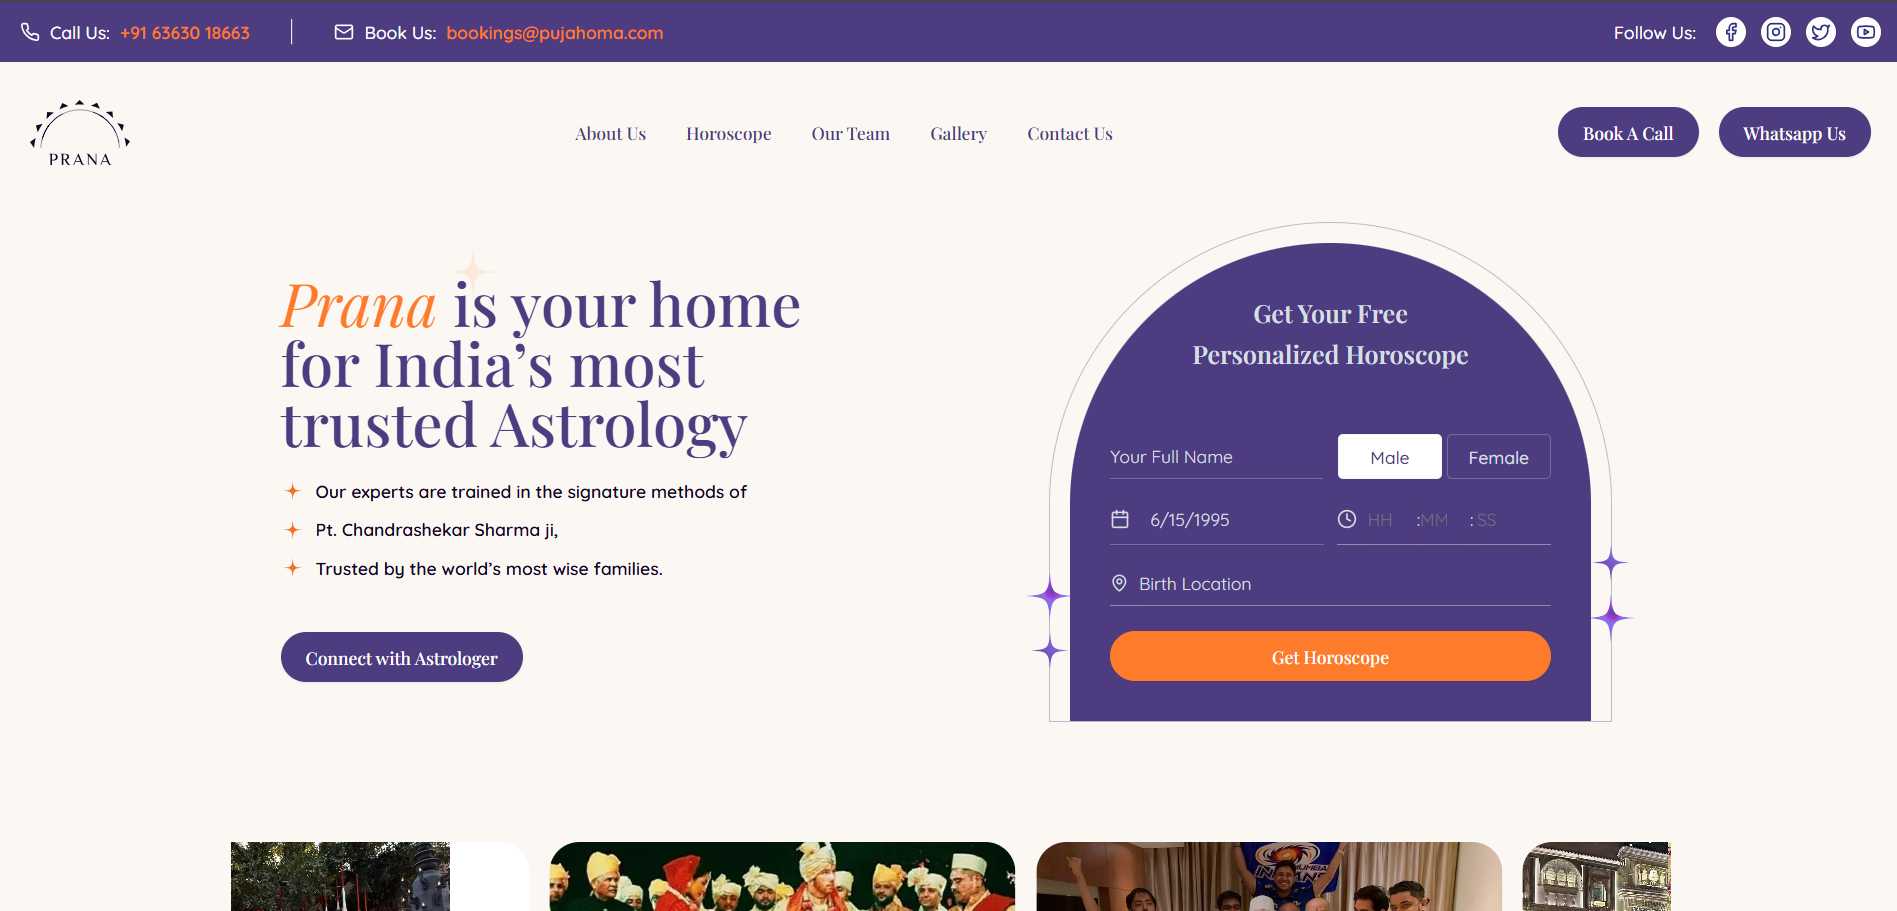 Call Us: +91 63630 18663
Book Us: bookings@pujahoma.com
Follow Us:
PRANA
About Us
Horoscope
Our Team
Gallery
Contact Us
Book A Call
Whatsapp Us
Prana is your home
for India’s most
trusted Astrology
Our experts are trained in the signature methods of
Pt. Chandrashekar Sharma ji,
Trusted by the world’s most wise families.
Connect with Astrologer
Get Your Free
Personalized Horoscope
Your Full Name
Male
Female
6/15/1995
HH :MM : SS
Birth Location
Get Horoscope